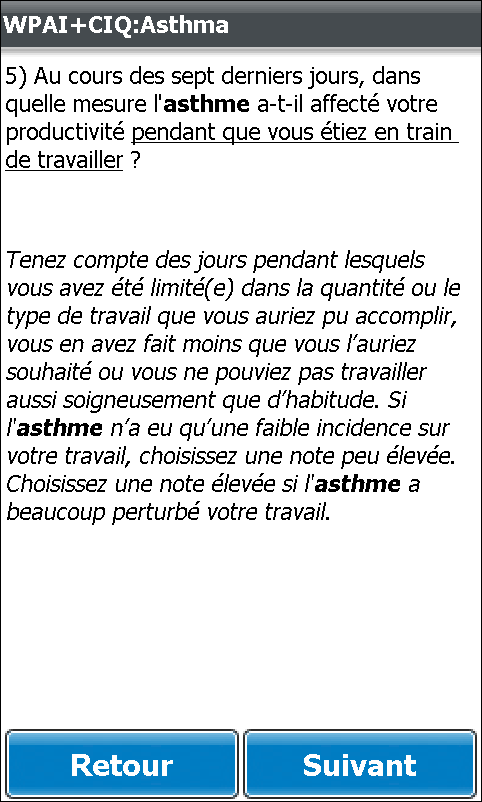 WPAI+CIQ:Asthma
5) Au cours des sept derniers jours, dans
quelle mesure l'asthme a-t-il affecté votre
productivité pendant que vous étiez en train
de travailler ?
Tenez compte des jours pendant lesquels
vous avez été limité(e) dans la quantité ou le
type de travail que vous auriez pu accomplir,
vous en avez fait moins que vous l’auriez
souhaité ou vous ne pouviez pas travailler
aussi soigneusement que d’habitude. Si
l'asthme n’a eu qu’une faible incidence sur
votre travail, choisissez une note peu élevée.
Choisissez une note élevée si l'asthme a
beaucoup perturbé votre travail.
Retour
Suivant